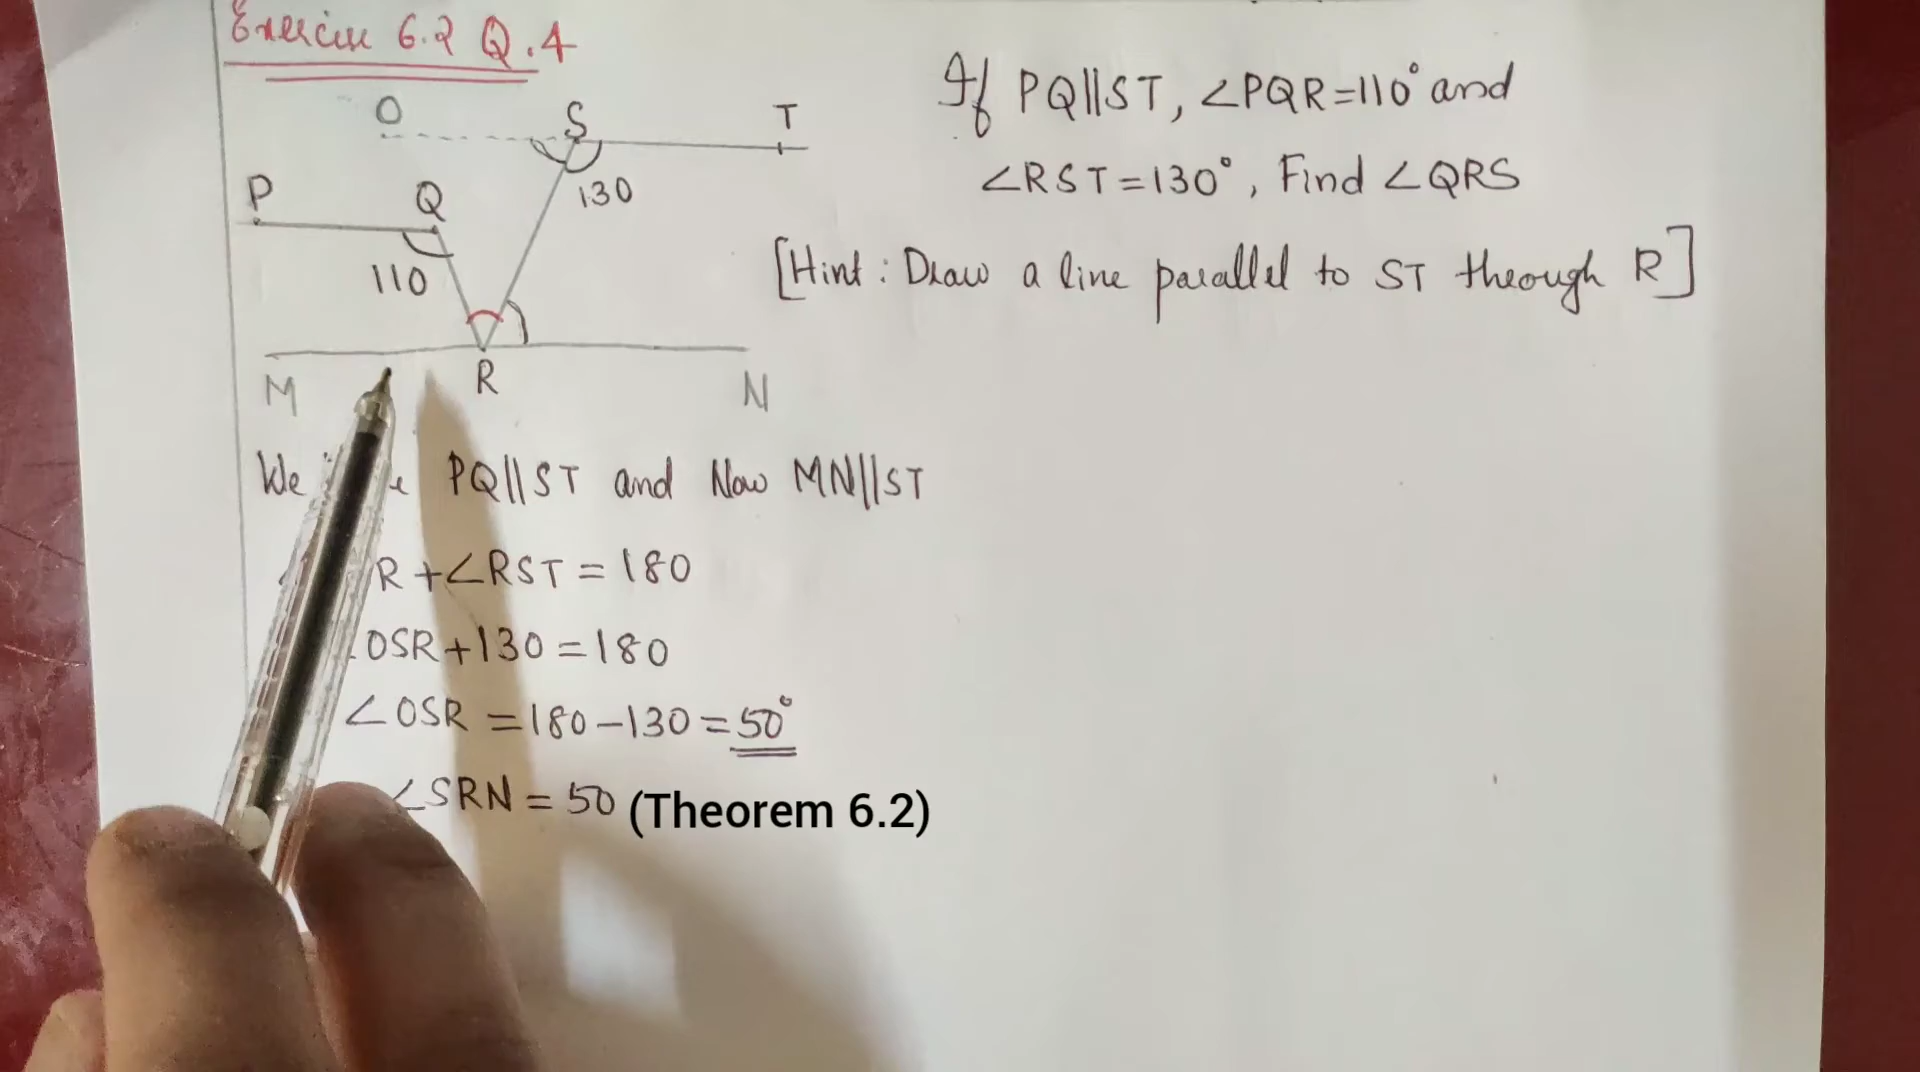 Exercise 6.2 Q.4
If PQ||ST, ∠PQR=110° and
∠RST=130°, Find ∠QRS
[Hint: Draw a line parallel to ST through R]
O S T
P Q 130
110
M R N
We PQ||ST and Now MN||ST
R+∠RST=180
OSR+130=180
∠OSR=180-130=50°
∠SRN=50 (Theorem 6.2)